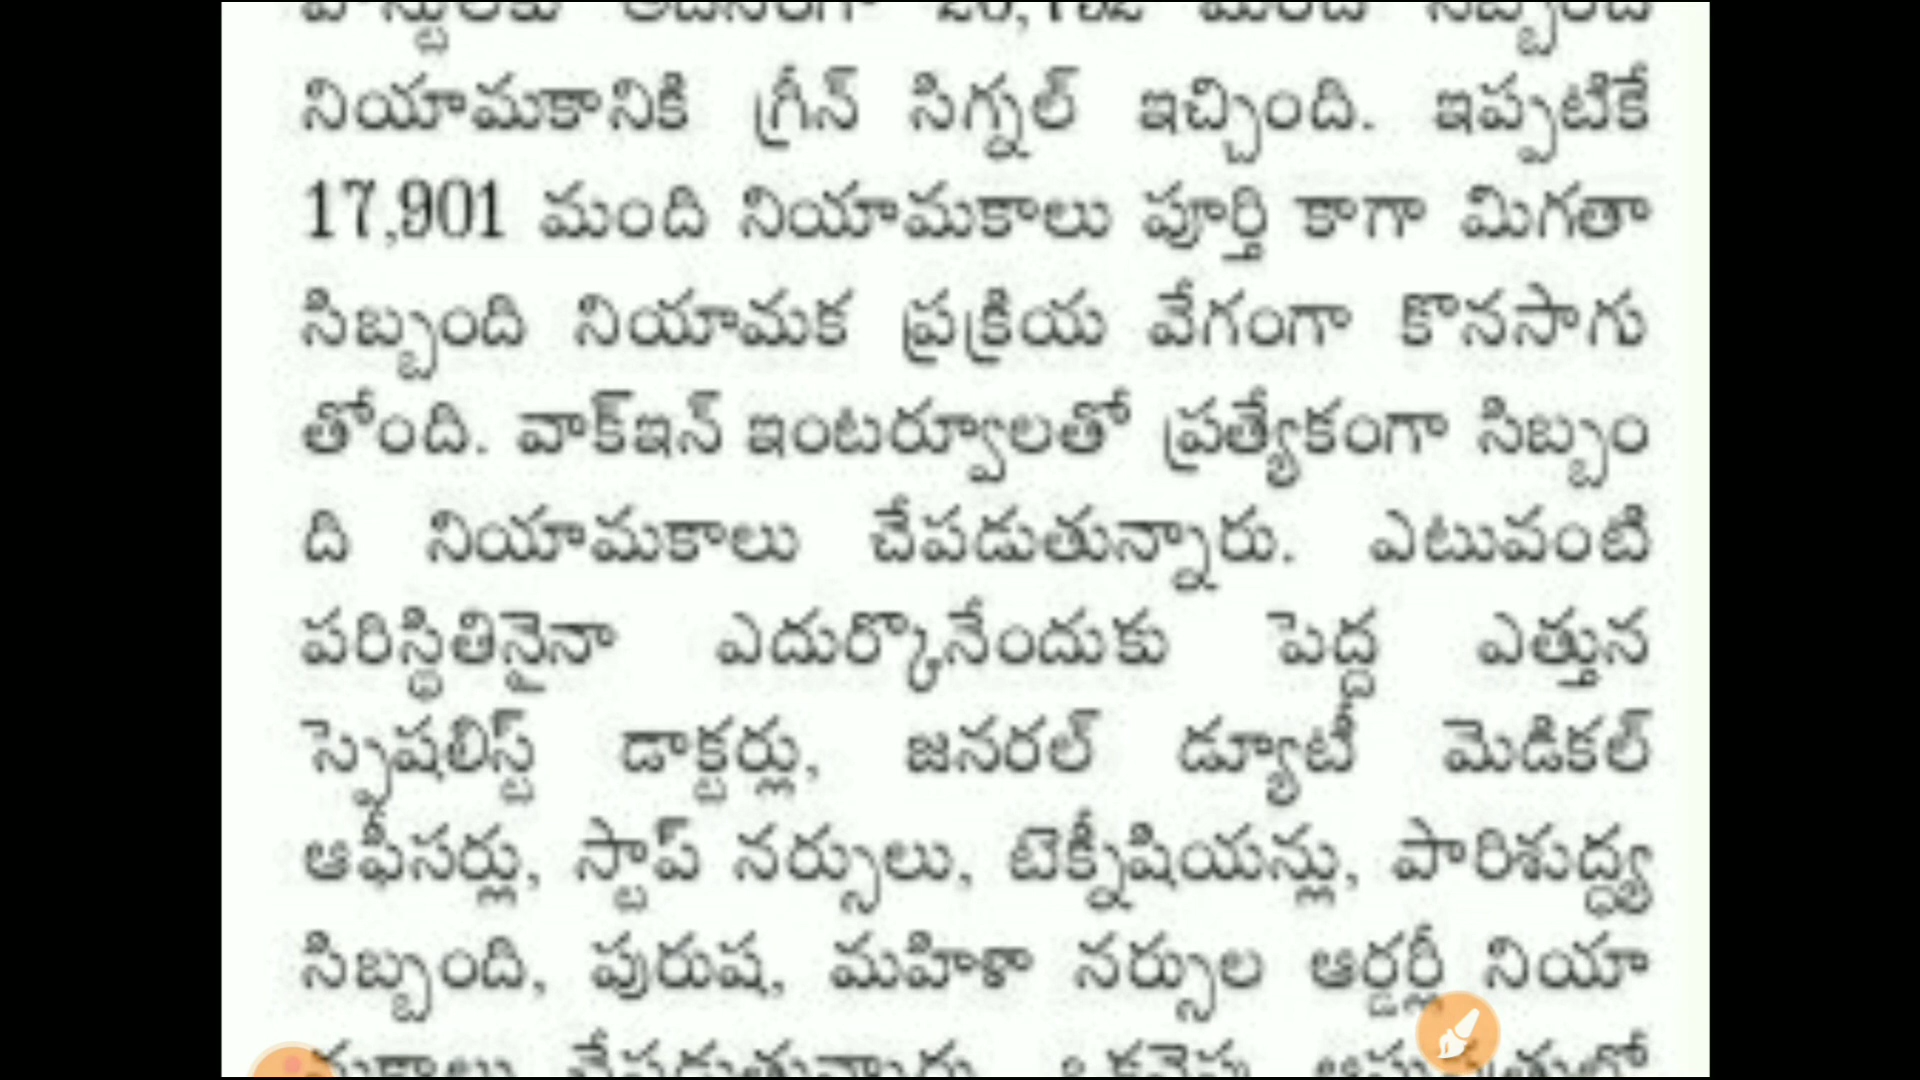 నియామకానికి గ్రీన్ సిగ్నల్ ఇచ్చింది. ఇప్పటికే
17,901 మంది నియామకాలు పూర్తి కాగా మిగతా
సిబ్బంది నియామక ప్రక్రియ వేగంగా కొనసాగు
తోంది. వాక్ఇన్ ఇంటర్వూలతో ప్రత్యేకంగా సిబ్బం
ది నియామకాలు చేపడుతున్నారు. ఎటువంటి
పరిస్థితినైనా ఎదుర్కొనేందుకు పెద్ద ఎత్తున
స్పెషలిస్ట్ డాక్టర్లు, జనరల్ డ్యూటీ మెడికల్
ఆఫీసర్లు, స్టాప్ నర్సులు, టెక్నీషియన్లు, పారిశుద్ధ్య
సిబ్బంది, పురుష, మహిళా నర్సుల ఆర్డర్లీ నియా